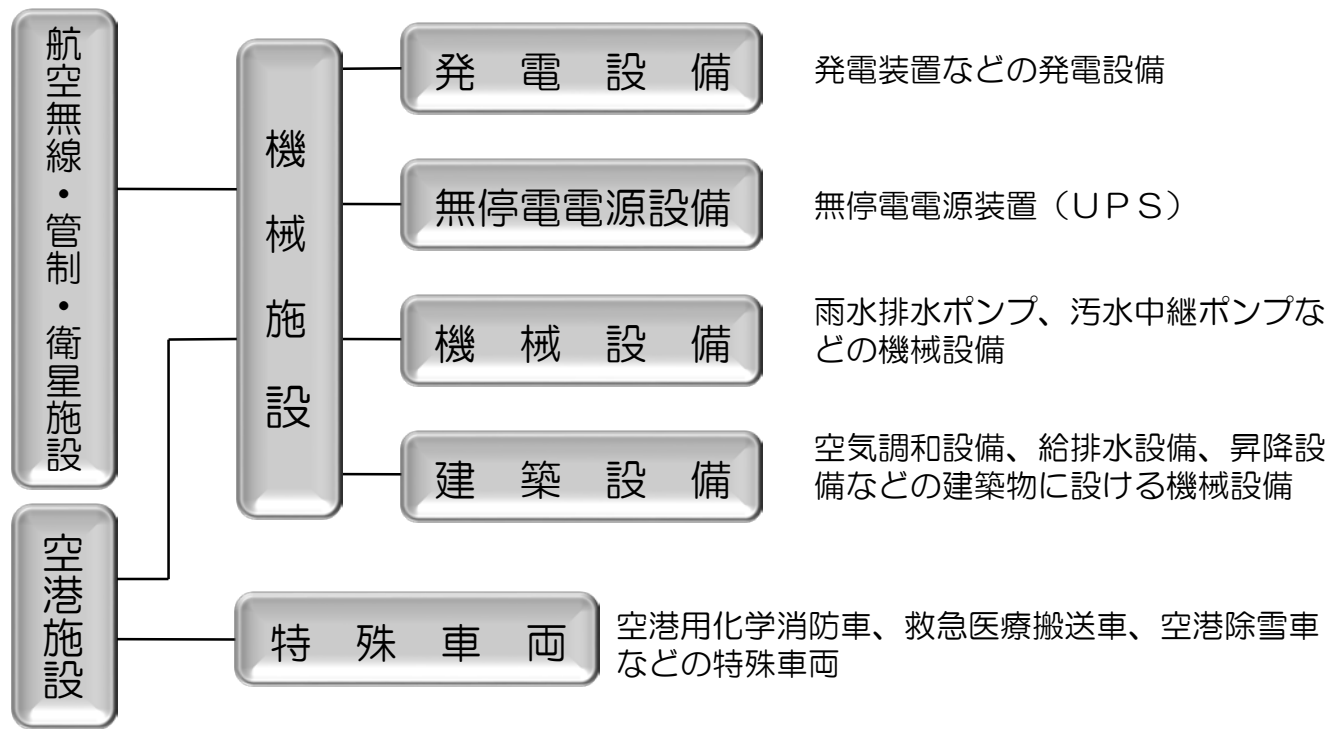 航空無線・管制・衛星施設
機械施設
発電設備
発電装置などの発電設備
無停電電源設備
無停電電源装置（ＵＰＳ）
機械設備
雨水排水ポンプ、汚水中継ポンプな
どの機械設備
建築設備
空気調和設備、給排水設備、昇降設
備などの建築物に設ける機械設備
空港施設
特殊車両
空港用化学消防車、救急医療搬送車、空港除雪車
などの特殊車両